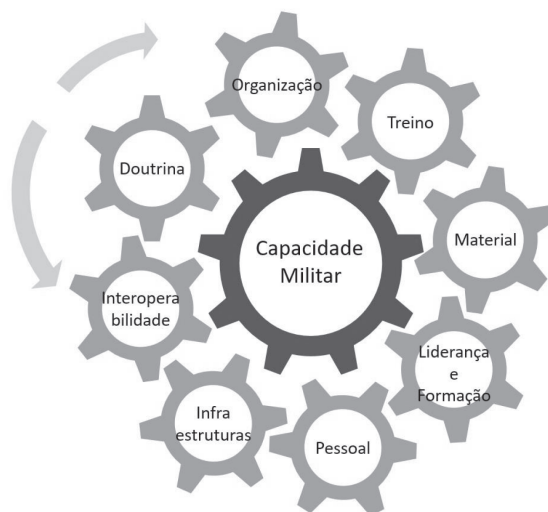 Organização
Treino
Doutrina
Material
Capacidade
Militar
Interopera
bilidade
Liderança
e
Formação
Infra
estruturas
Pessoal